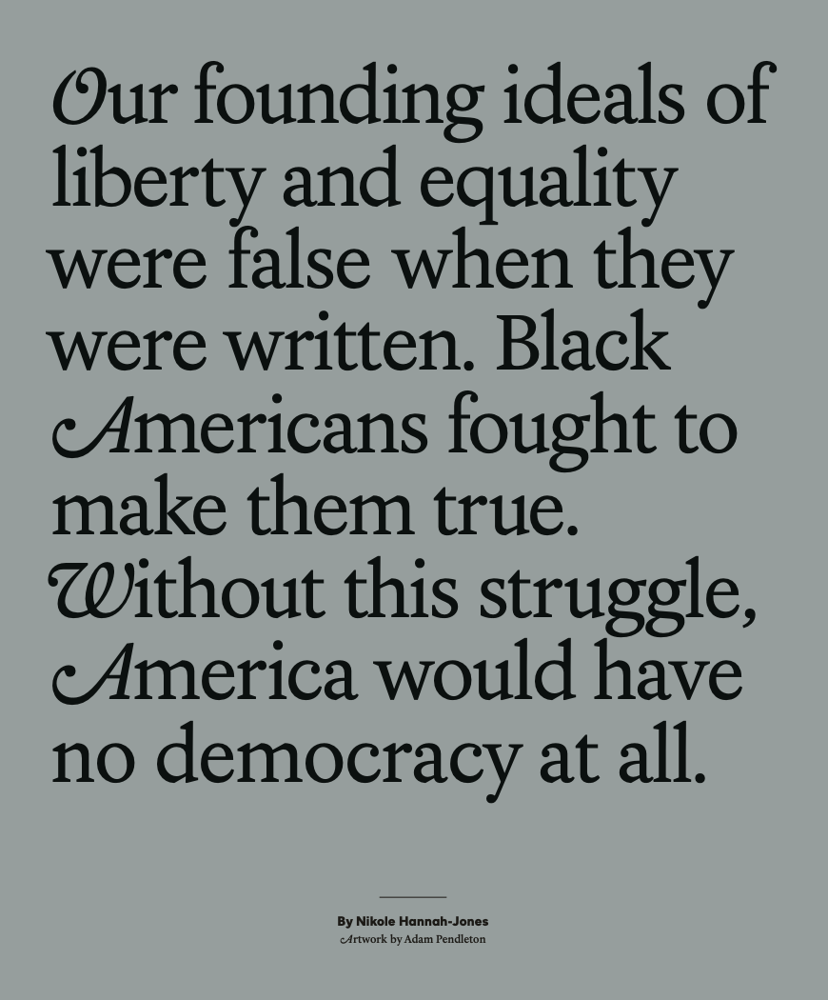 Our founding ideals of
liberty and equality
were false when they
were written. Black
Americans fought to
make them true.
Without this struggle,
America would have
no democracy at all.
By Nikole Hannah-Jones
Artwork by Adam Pendleton